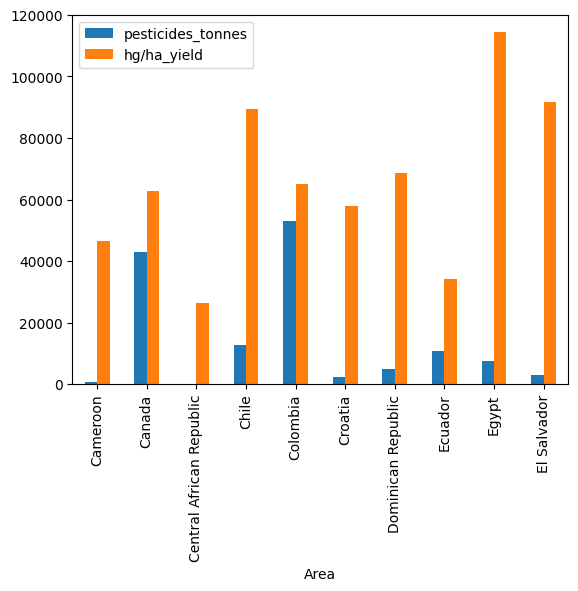 120000
100000
80000
60000
40000
20000
0
pesticides_tonnes
hg/ha_yield
Cameroon
Canada
Central African Republic
Chile
Colombia
Croatia
Dominican Republic
Ecuador
Egypt
El Salvador
Area